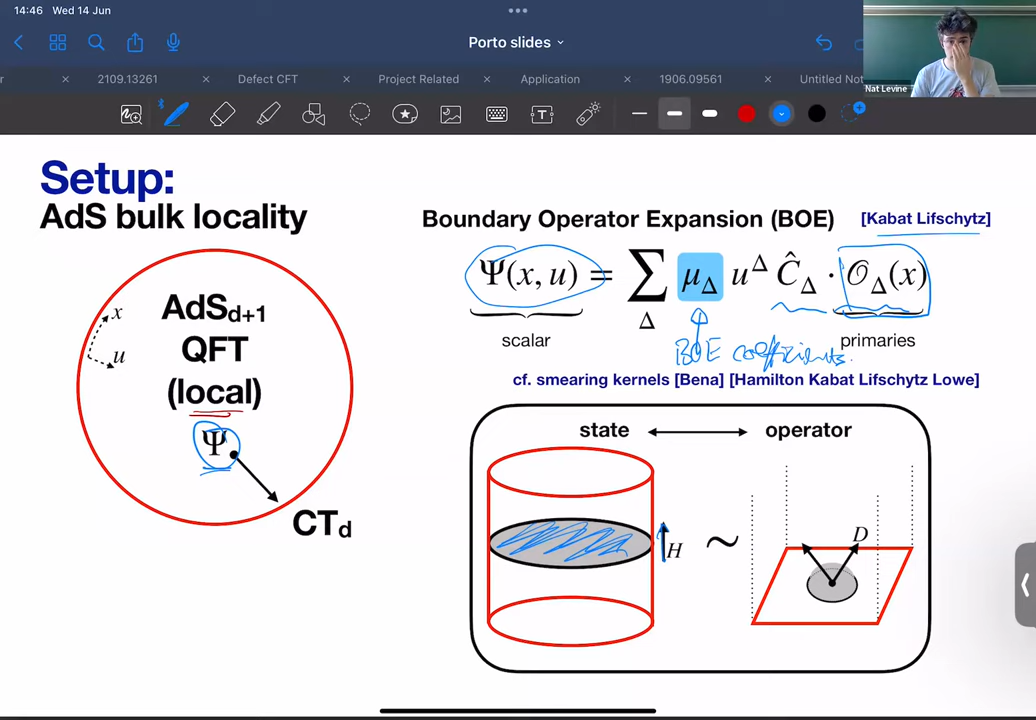 14:46 Wed 14 Jun
Porto slides
r
2109.13261
Defect CFT
Project Related
Application
1906.09561
Untitled Not
Nat Levine
Setup:
AdS bulk locality
x
u
AdS_{d+1}
QFT
(local)
Ψ
CT_d
Boundary Operator Expansion (BOE) [Kabat Lifschytz]
Ψ(x, u) = ∑_Δ μ_Δ u^Δ Ĉ_Δ · 𝒪_Δ(x)
scalar
primaries
BOE coefficients.
cf. smearing kernels [Bena] [Hamilton Kabat Lifschytz Lowe]
state ⟷ operator
H ~ D